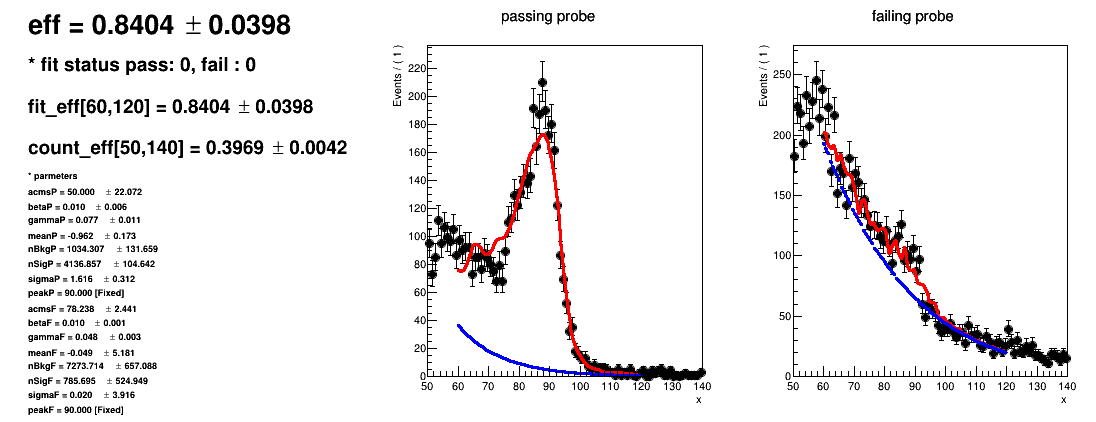 eff = 0.8404 ± 0.0398
* fit status pass: 0, fail : 0
fit_eff[60,120] = 0.8404 ± 0.0398
count_eff[50,140] = 0.3969 ± 0.0042
* parmeters
acmsP = 50.000 ± 22.072
betaP = 0.010 ± 0.006
gammaP = 0.077 ± 0.011
meanP = -0.962 ± 0.173
nBkgP = 1034.307 ± 131.659
nSigP = 4136.857 ± 104.642
sigmaP = 1.616 ± 0.312
peakP = 90.000 [Fixed]
acmsF = 78.238 ± 2.441
betaF = 0.010 ± 0.001
gammaF = 0.048 ± 0.003
meanF = -0.049 ± 5.181
nBkgF = 7273.714 ± 657.088
nSigF = 785.695 ± 524.949
sigmaF = 0.020 ± 3.916
peakF = 90.000 [Fixed]
passing probe
Events / ( 1 )
220
200
180
160
140
120
100
80
60
40
20
0
50 60 70 80 90 100 110 120 130 140
x
failing probe
Events / ( 1 )
250
200
150
100
50
0
50 60 70 80 90 100 110 120 130 140
x